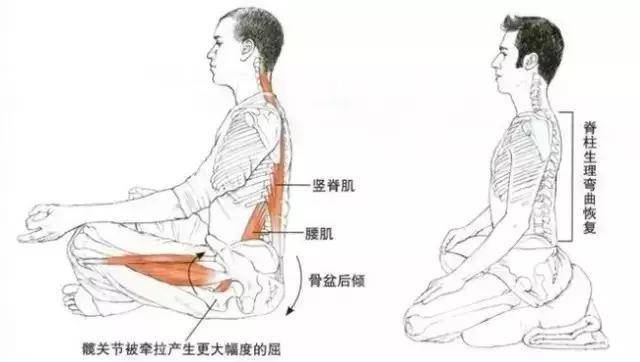 竖脊肌
腰肌
骨盆后倾
髋关节被牵拉产生更大幅度的屈
脊柱生理弯曲恢复